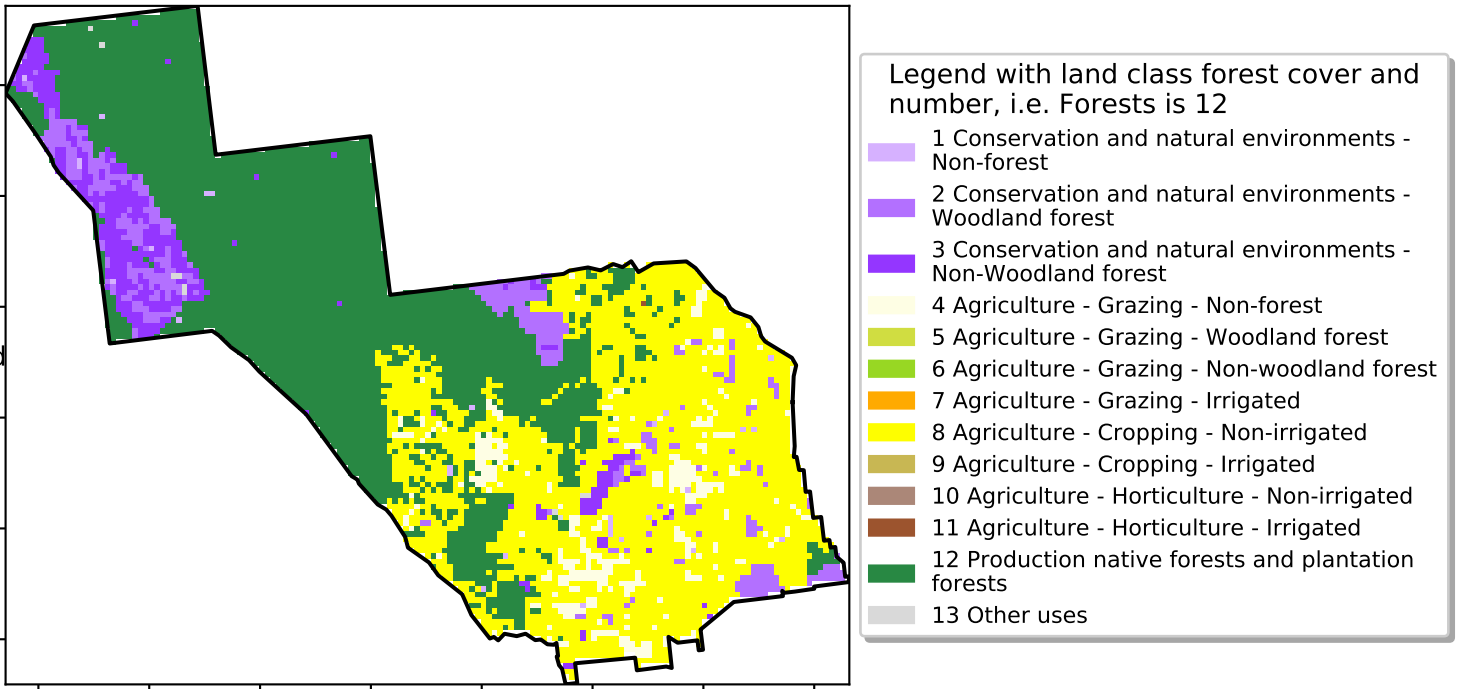 Legend with land class forest cover and
number, i.e. Forests is 12
1 Conservation and natural environments -
Non-forest
2 Conservation and natural environments -
Woodland forest
3 Conservation and natural environments -
Non-Woodland forest
4 Agriculture - Grazing - Non-forest
5 Agriculture - Grazing - Woodland forest
6 Agriculture - Grazing - Non-woodland forest
7 Agriculture - Grazing - Irrigated
8 Agriculture - Cropping - Non-irrigated
9 Agriculture - Cropping - Irrigated
10 Agriculture - Horticulture - Non-irrigated
11 Agriculture - Horticulture - Irrigated
12 Production native forests and plantation
forests
13 Other uses